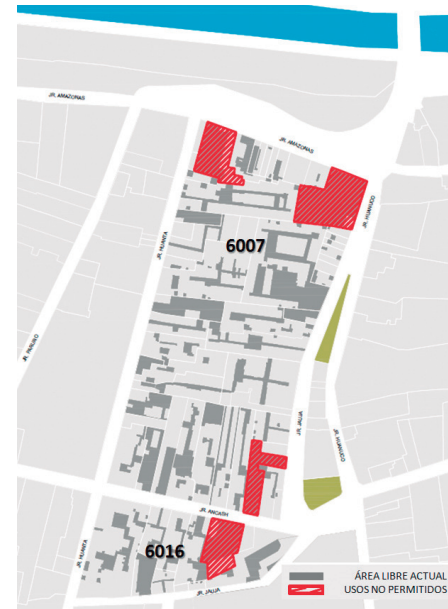 JR. AMAZONAS
JR. AMAZONAS
JR. HUANUCO
6007
JR. HUANTA
JR. PARURO
JR. JAUJA
JR. HUANUCO
JR. ANCASH
6016
JR. HUANTA
JR. JAUJA
ÁREA LIBRE ACTUAL
USOS NO PERMITIDOS